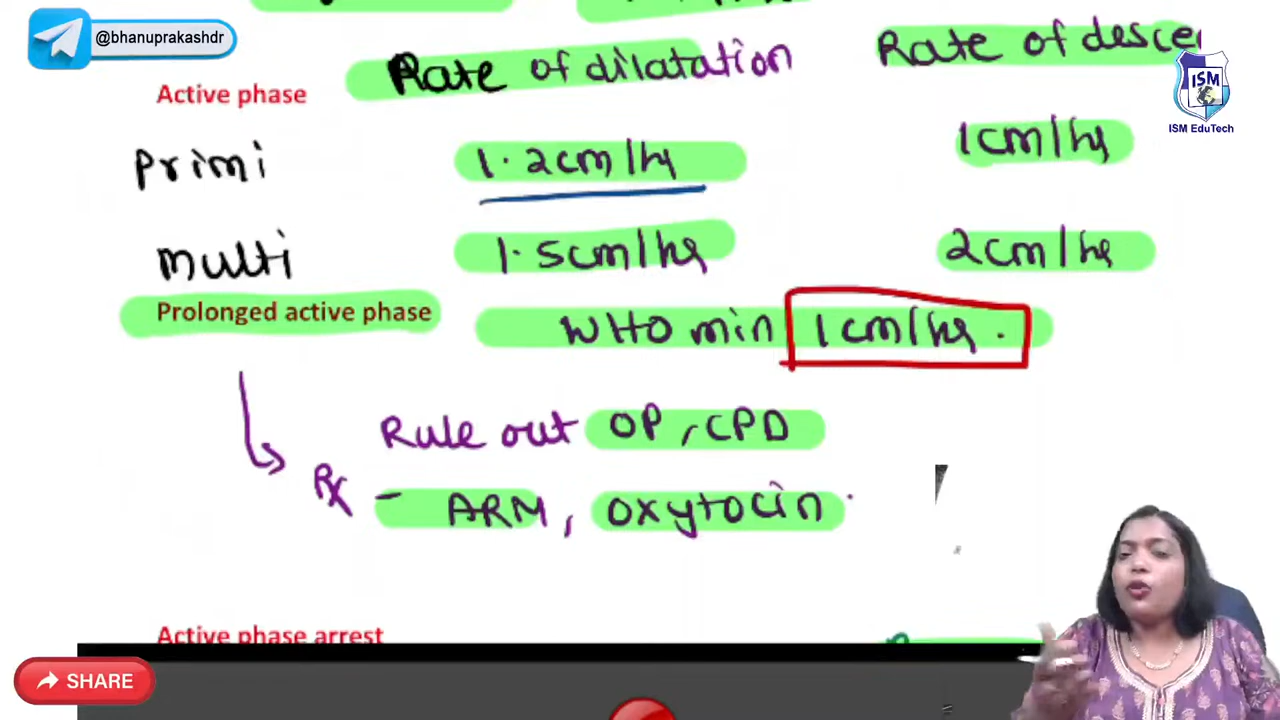 @bhanuprakashdr
Rate of dilatation
Rate of desce
ISM
ISM EduTech
Active phase
Primi 1.2cm/hr 1cm/hr
Multi 1.5cm/hr 2cm/hr
Prolonged active phase WHO min 1cm/hr.
Rule out OP, CPD
Rx - ARM, oxytocin
Active phase arrest
SHARE